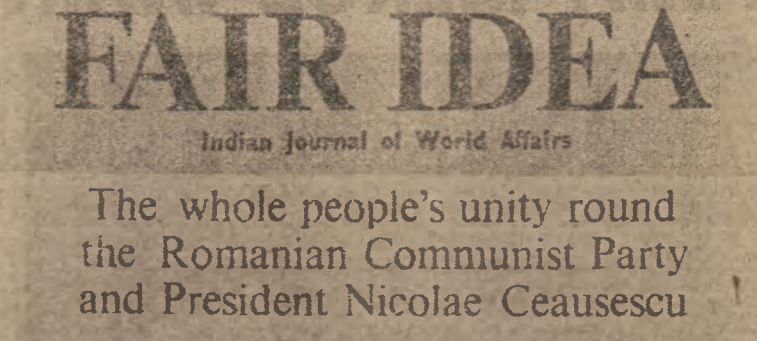 FAIR IDEA
Indian Journal of World Affairs
The whole people's unity round
the Romanian Communist Party
and President Nicolae Ceausescu